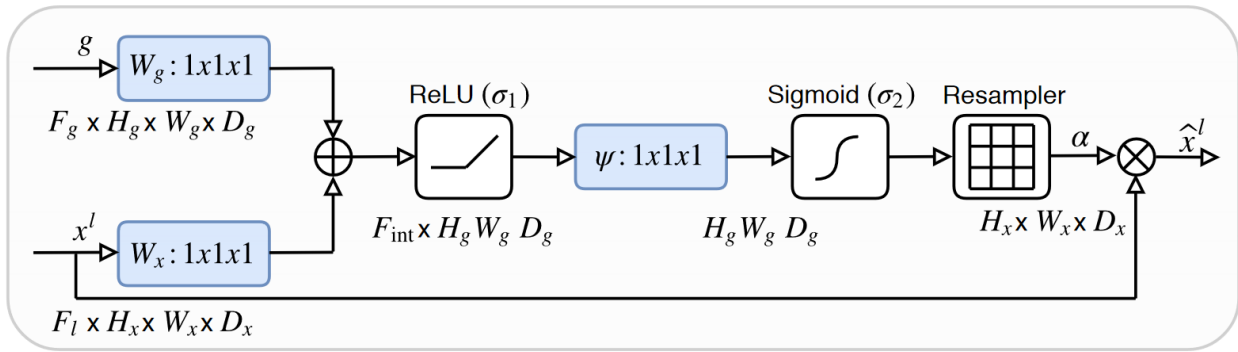 g
W_g : 1x1x1
F_g x H_g x W_g x D_g
ReLU (σ_1)
Sigmoid (σ_2)
Resampler
ψ : 1x1x1
α
x̂^l
F_int x H_g W_g D_g
H_g W_g D_g
H_x x W_x x D_x
x^l
W_x : 1x1x1
F_l x H_x x W_x x D_x